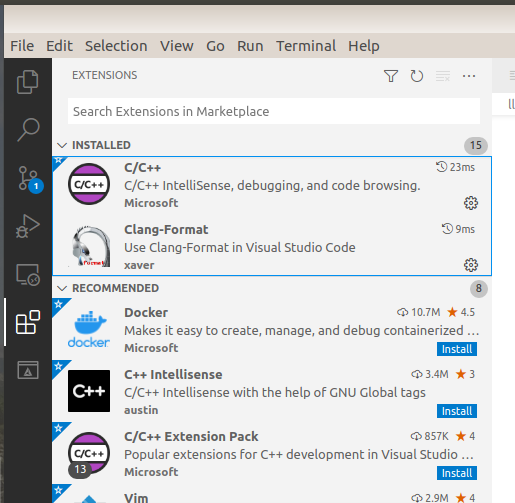 File Edit Selection View Go Run Terminal Help
EXTENSIONS
Search Extensions in Marketplace
INSTALLED 15
C/C++ 23ms
C/C++ IntelliSense, debugging, and code browsing.
Microsoft
Clang-Format 9ms
Use Clang-Format in Visual Studio Code
xaver
RECOMMENDED 8
Docker 10.7M 4.5
Makes it easy to create, manage, and debug containerized ...
Microsoft Install
docker
C++ Intellisense 3.4M 3
C/C++ Intellisense with the help of GNU Global tags
austin Install
C++
C/C++ Extension Pack 857K 4
Popular extensions for C++ development in Visual Studio ...
Microsoft Install
C/C++
13
Vim 2.9M 4
1
C/C++